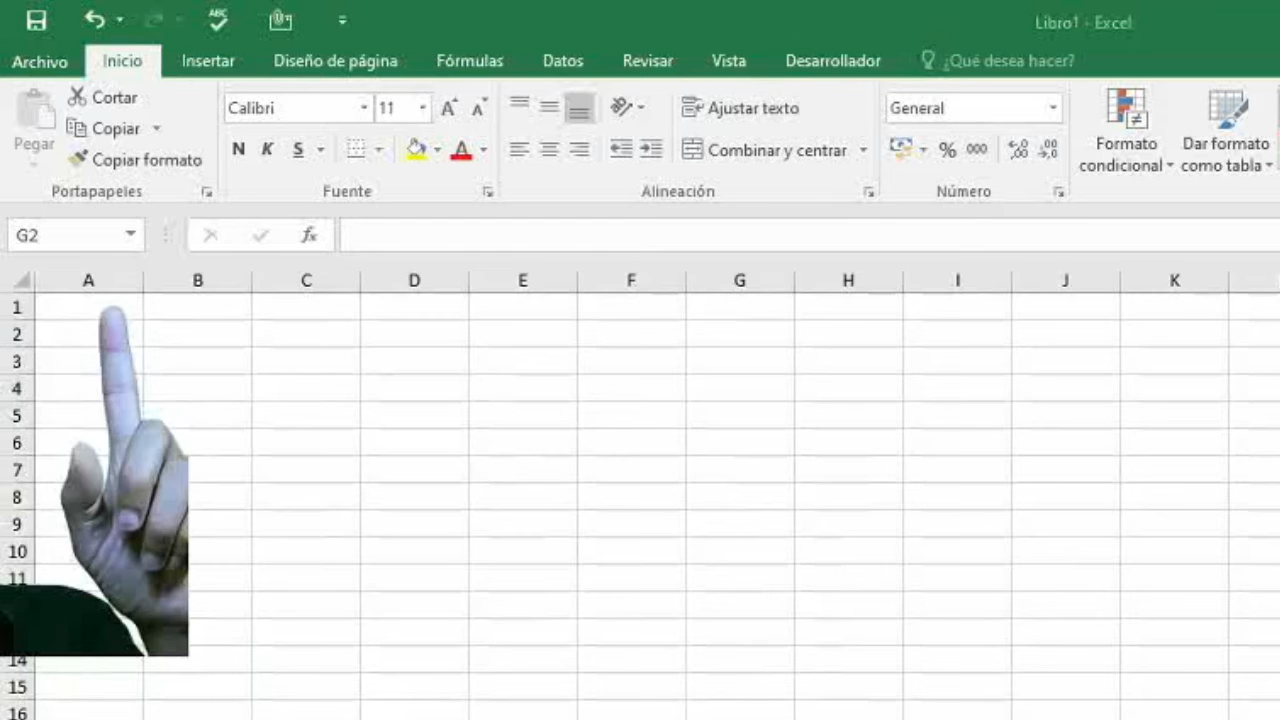 Libro1 - Excel
Archivo Inicio Insertar Diseño de página Fórmulas Datos Revisar Vista Desarrollador ¿Qué desea hacer?
Pegar
Cortar
Copiar
Copiar formato
Portapapeles
Calibri 11
N K S
Fuente
Ajustar texto
Combinar y centrar
Alineación
General
% 000
Número
Formato condicional
Dar formato como tabla
G2 fx
A B C D E F G H I J K
1
2
3
4
5
6
7
8
9
10
11
14
15
16